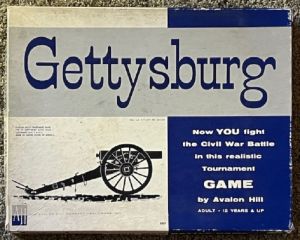 Gettysburg
Now YOU fight
the Civil War Battle
in this realistic
Tournament
GAME
by Avalon Hill
ADULT - 12 YEARS & UP